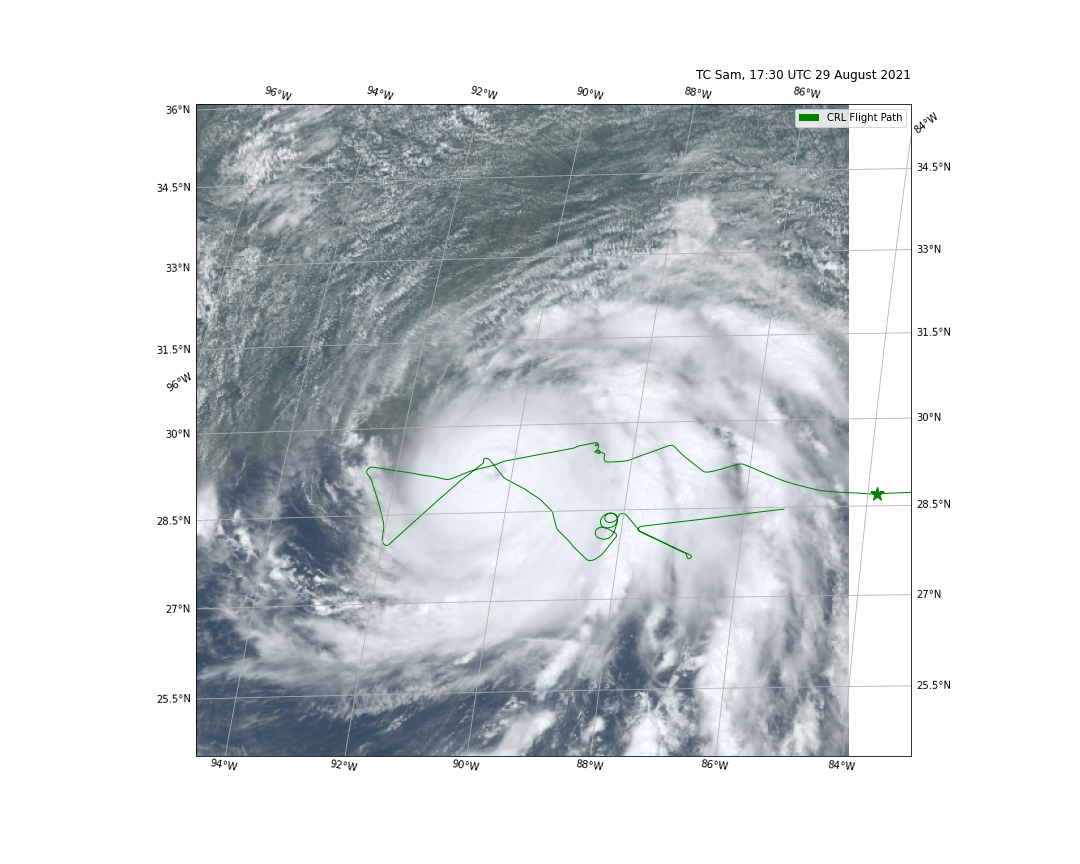 TC Sam, 17:30 UTC 29 August 2021
96°W 94°W 92°W 90°W 88°W 86°W
84°W
CRL Flight Path
36°N
34.5°N 34.5°N
33°N 33°N
31.5°N 31.5°N
96°W
30°N 30°N
28.5°N 28.5°N
27°N 27°N
25.5°N 25.5°N
94°W 92°W 90°W 88°W 86°W 84°W